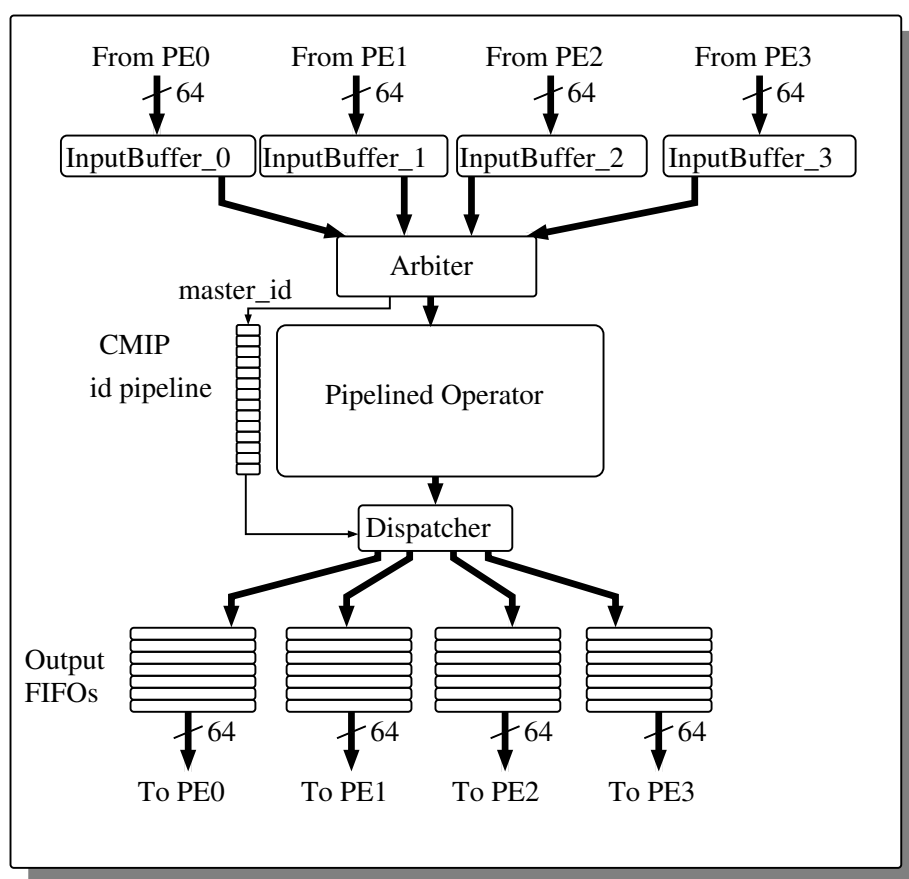 From PE0 From PE1 From PE2 From PE3
64 64 64 64
InputBuffer_0 InputBuffer_1 InputBuffer_2 InputBuffer_3
Arbiter
master_id
CMIP
id pipeline
Pipelined Operator
Dispatcher
Output
FIFOs
64 64 64 64
To PE0 To PE1 To PE2 To PE3